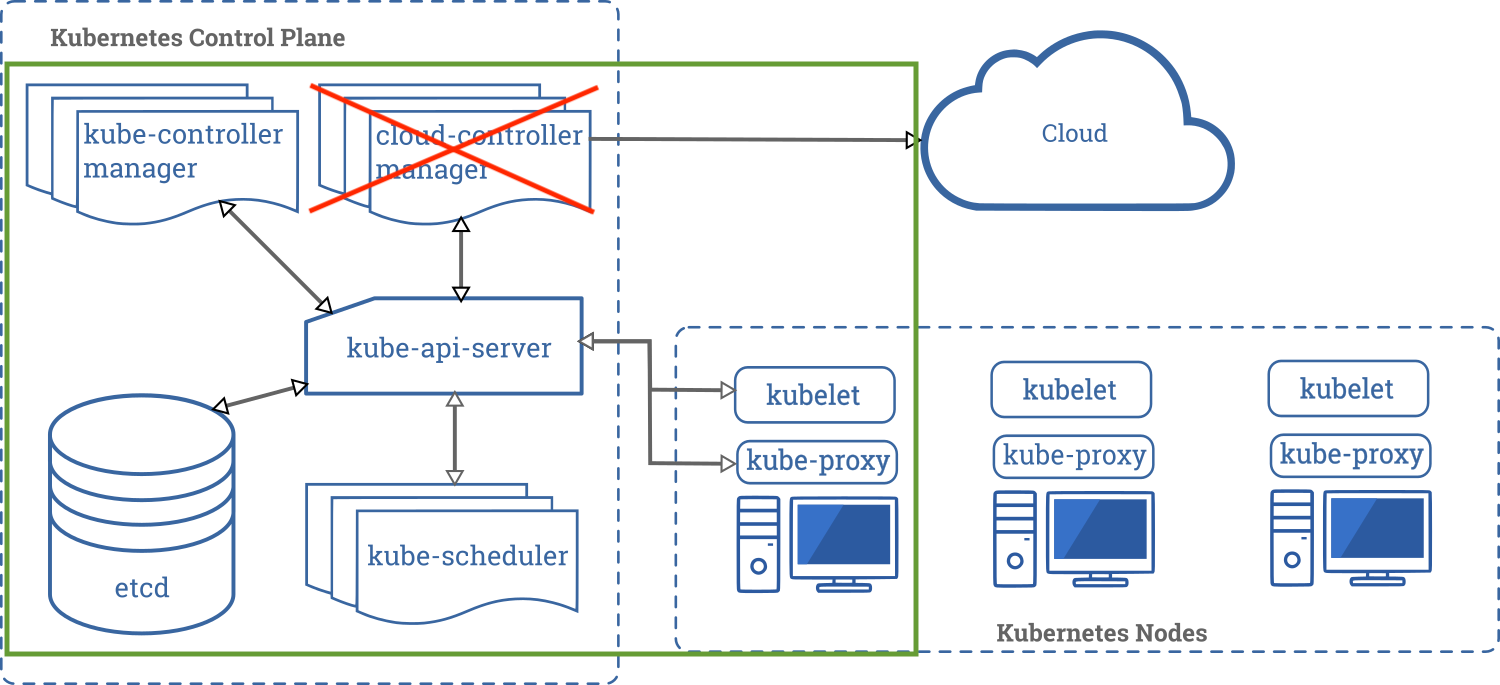 Kubernetes Control Plane
kube-controller
manager
cloud-controller
manager
Cloud
kube-api-server
kubelet
kubelet
kubelet
kube-proxy
kube-proxy
kube-proxy
kube-scheduler
etcd
Kubernetes Nodes